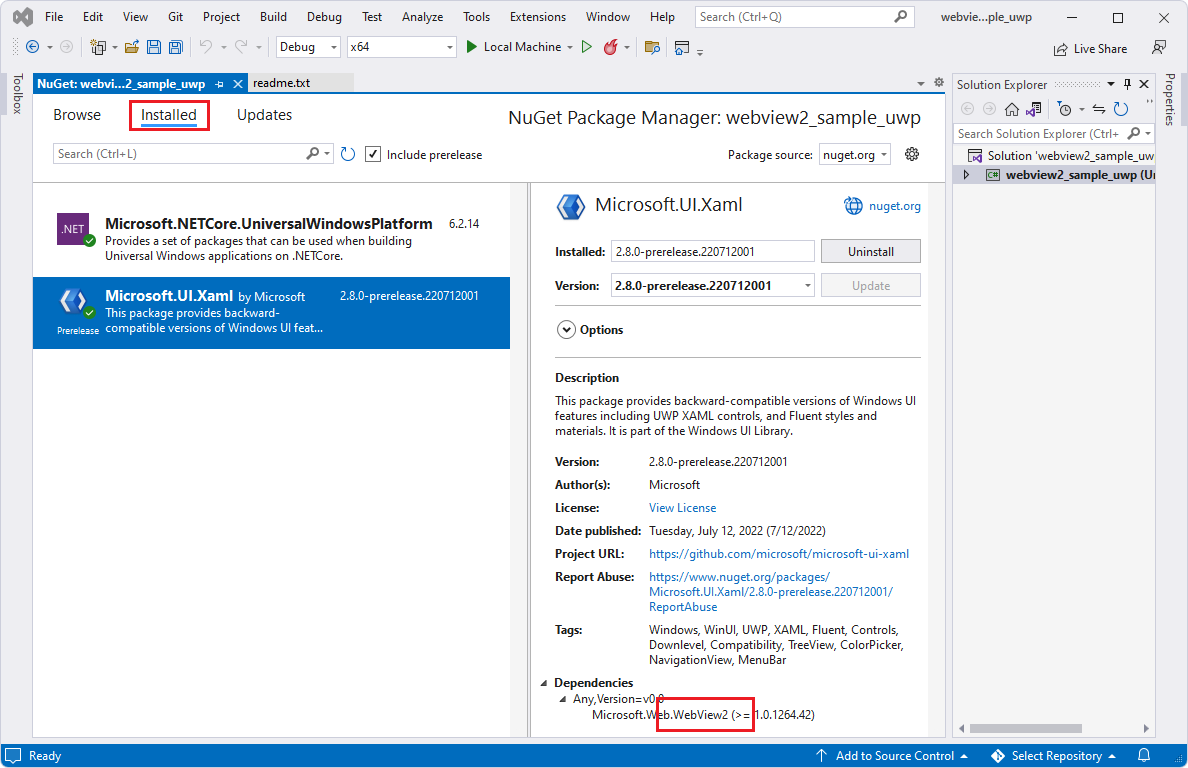 File Edit View Git Project Build Debug Test Analyze Tools Extensions Window Help Search (Ctrl+Q) webvie...ple_uwp
Debug x64 Local Machine Live Share
Toolbox
NuGet: webvi...2_sample_uwp readme.txt
Browse Installed Updates
NuGet Package Manager: webview2_sample_uwp
Search (Ctrl+L) Include prerelease
Package source: nuget.org
.NET
Microsoft.NETCore.UniversalWindowsPlatform 6.2.14
Provides a set of packages that can be used when building
Universal Windows applications on .NETCore.
Microsoft.UI.Xaml by Microsoft 2.8.0-prerelease.220712001
This package provides backward-
compatible versions of Windows UI feat...
Prerelease
Microsoft.UI.Xaml nuget.org
Installed: 2.8.0-prerelease.220712001 Uninstall
Version: 2.8.0-prerelease.220712001 Update
Options
Description
This package provides backward-compatible versions of Windows UI
features including UWP XAML controls, and Fluent styles and
materials. It is part of the Windows UI Library.
Version: 2.8.0-prerelease.220712001
Author(s): Microsoft
License: View License
Date published: Tuesday, July 12, 2022 (7/12/2022)
Project URL: https://github.com/microsoft/microsoft-ui-xaml
Report Abuse: https://www.nuget.org/packages/
Microsoft.UI.Xaml/2.8.0-prerelease.220712001/
ReportAbuse
Tags: Windows, WinUI, UWP, XAML, Fluent, Controls,
Downlevel, Compatibility, TreeView, ColorPicker,
NavigationView, MenuBar
Dependencies
Any,Version=v0.0
Microsoft.Web.WebView2 (>= 1.0.1264.42)
Solution Explorer
Search Solution Explorer (Ctrl+
Solution 'webview2_sample_uw
C# webview2_sample_uwp (U
Properties
Ready Add to Source Control Select Repository